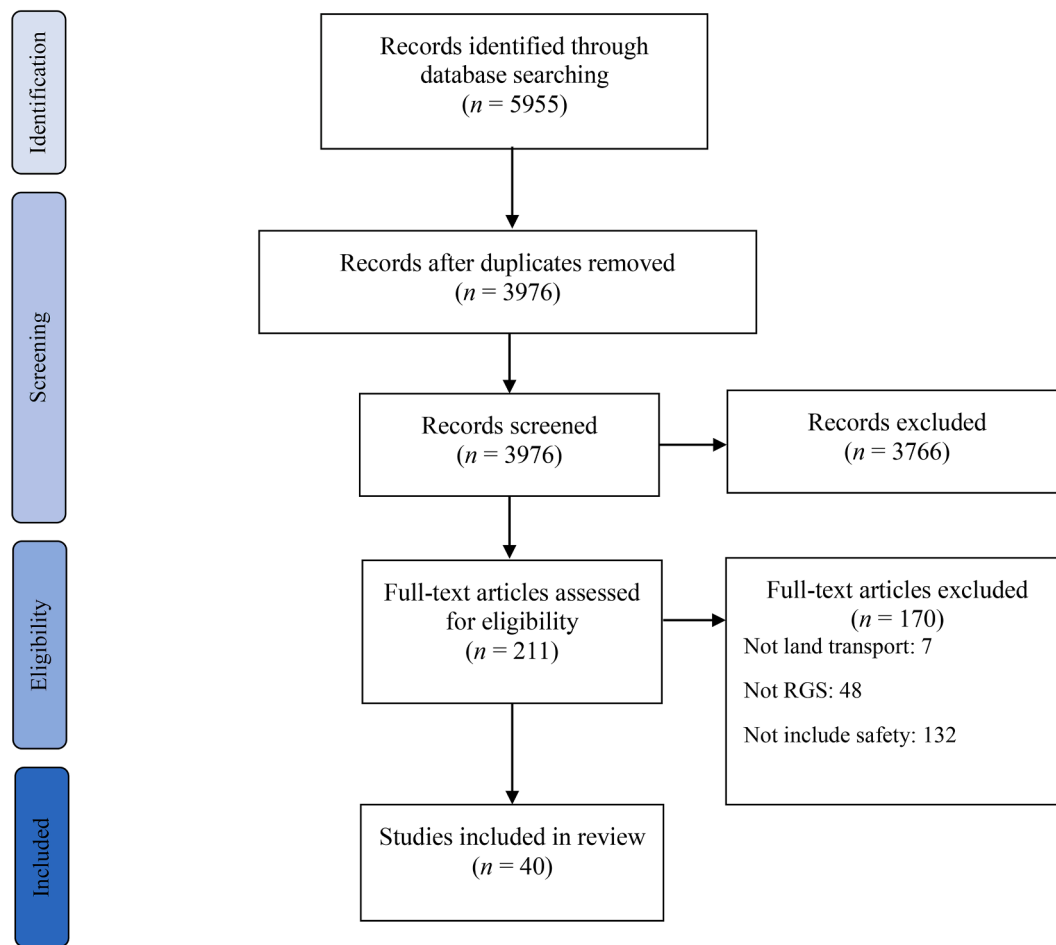 Identification
Records identified through
database searching
(n = 5955)
Screening
Records after duplicates removed
(n = 3976)
Records screened
(n = 3976)
Records excluded
(n = 3766)
Eligibility
Full-text articles assessed
for eligibility
(n = 211)
Full-text articles excluded
(n = 170)
Not land transport: 7
Not RGS: 48
Not include safety: 132
Included
Studies included in review
(n = 40)